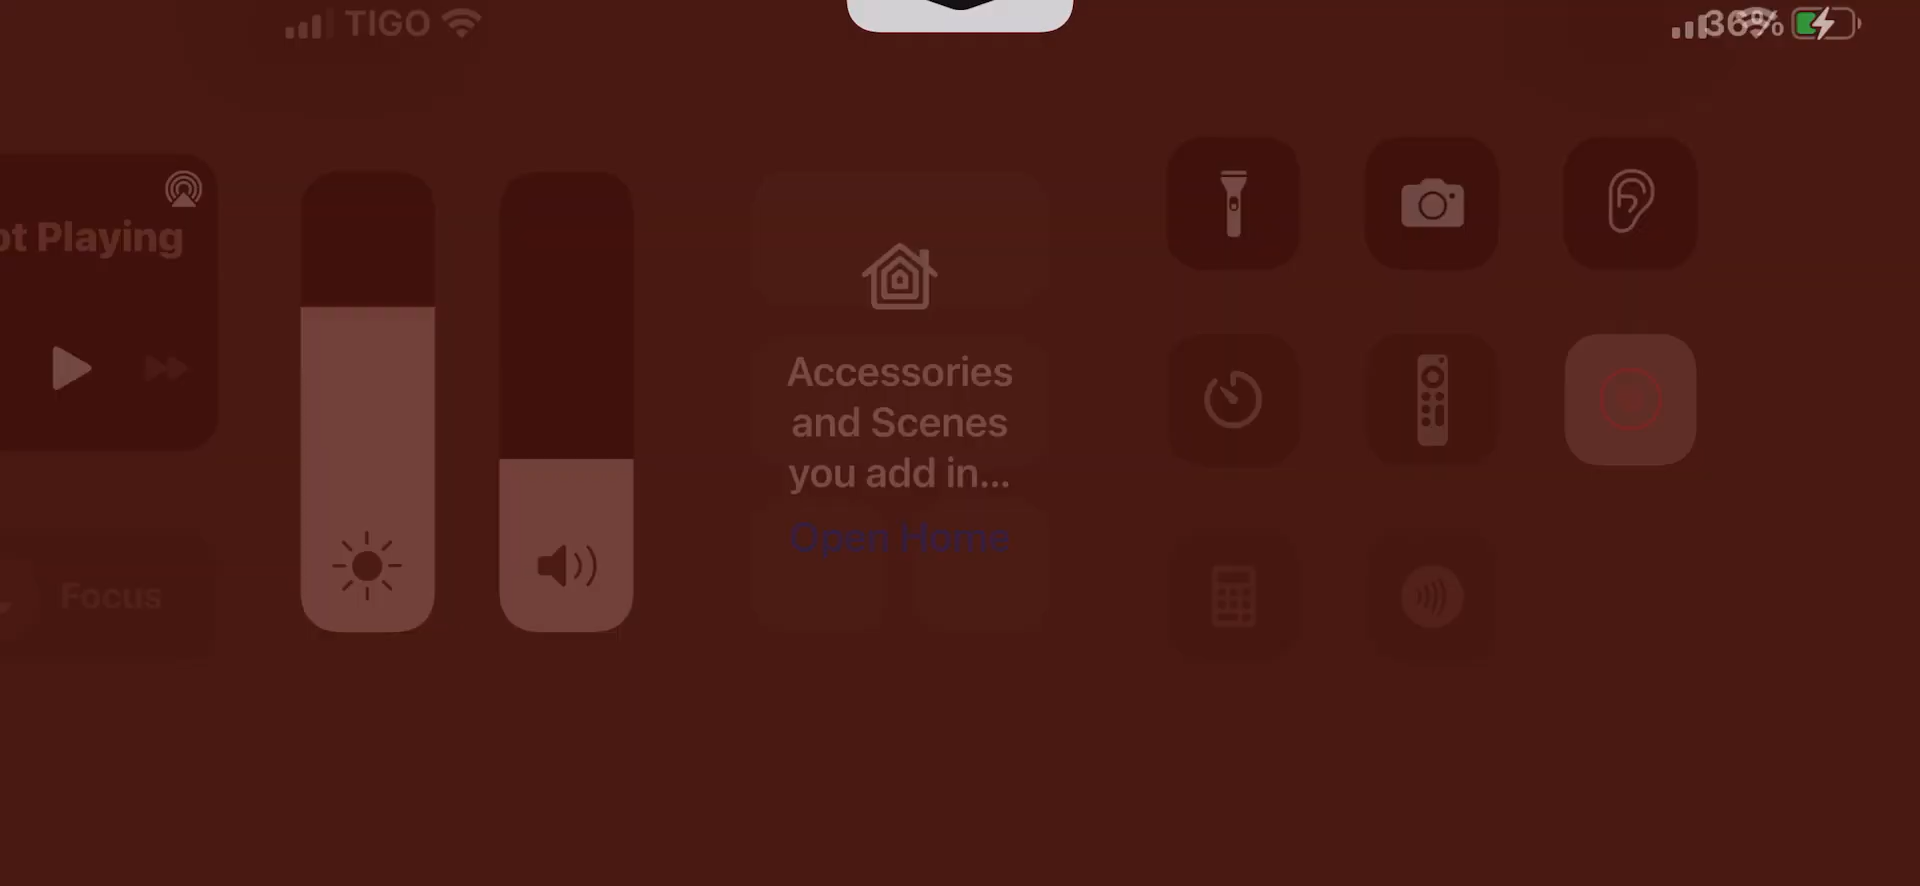 TIGO
36%
ot Playing
Accessories
and Scenes
you add in...
Open Home
Focus